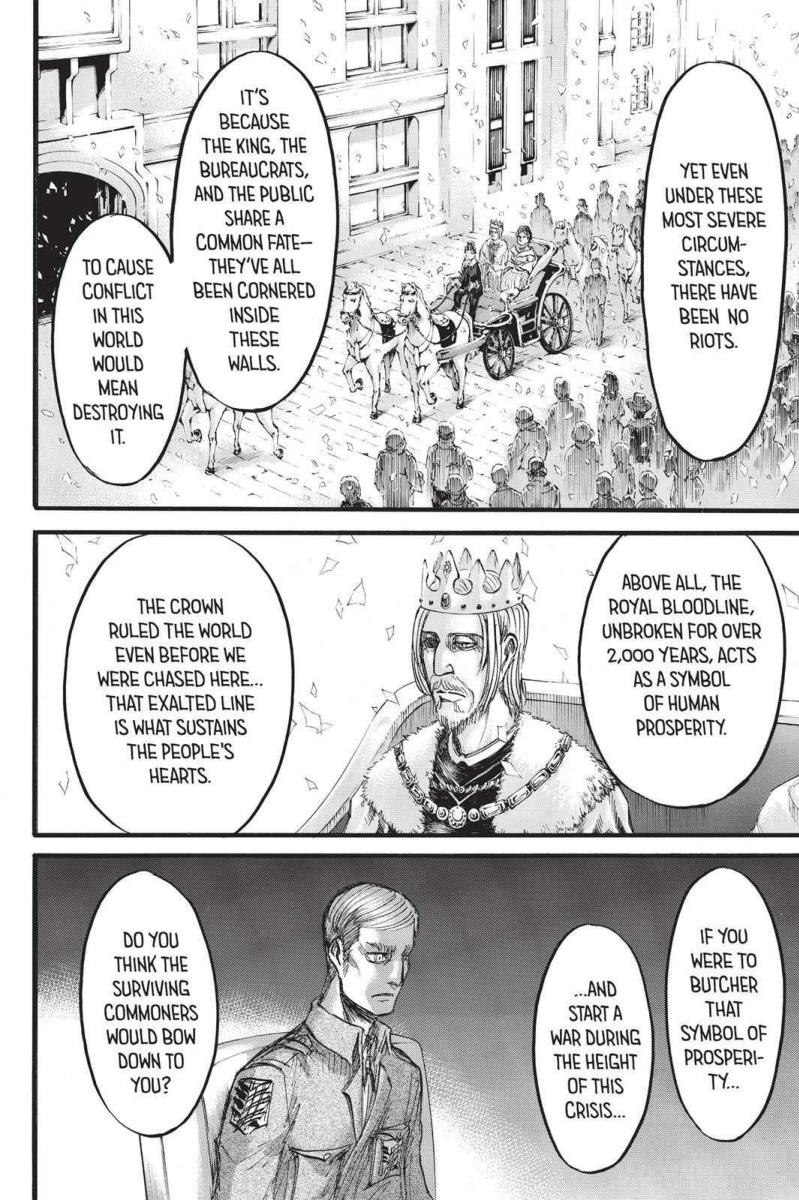 YET EVEN
UNDER THESE
MOST SEVERE
CIRCUM-
STANCES,
THERE HAVE
BEEN NO
RIOTS.
IT'S
BECAUSE
THE KING, THE
BUREAUCRATS,
AND THE PUBLIC
SHARE A
COMMON FATE—
THEY'VE ALL
BEEN CORNERED
INSIDE
THESE
WALLS.
TO CAUSE
CONFLICT
IN THIS
WORLD
WOULD
MEAN
DESTROYING
IT.
ABOVE ALL, THE
ROYAL BLOODLINE,
UNBROKEN FOR OVER
2,000 YEARS, ACTS
AS A SYMBOL
OF HUMAN
PROSPERITY.
THE CROWN
RULED THE WORLD
EVEN BEFORE WE
WERE CHASED HERE...
THAT EXALTED LINE
IS WHAT SUSTAINS
THE PEOPLE'S
HEARTS.
IF YOU
WERE TO
BUTCHER
THAT
SYMBOL OF
PROSPERI-
TY...
...AND
START A
WAR DURING
THE HEIGHT
OF THIS
CRISIS...
DO YOU
THINK THE
SURVIVING
COMMONERS
WOULD BOW
DOWN TO
YOU?